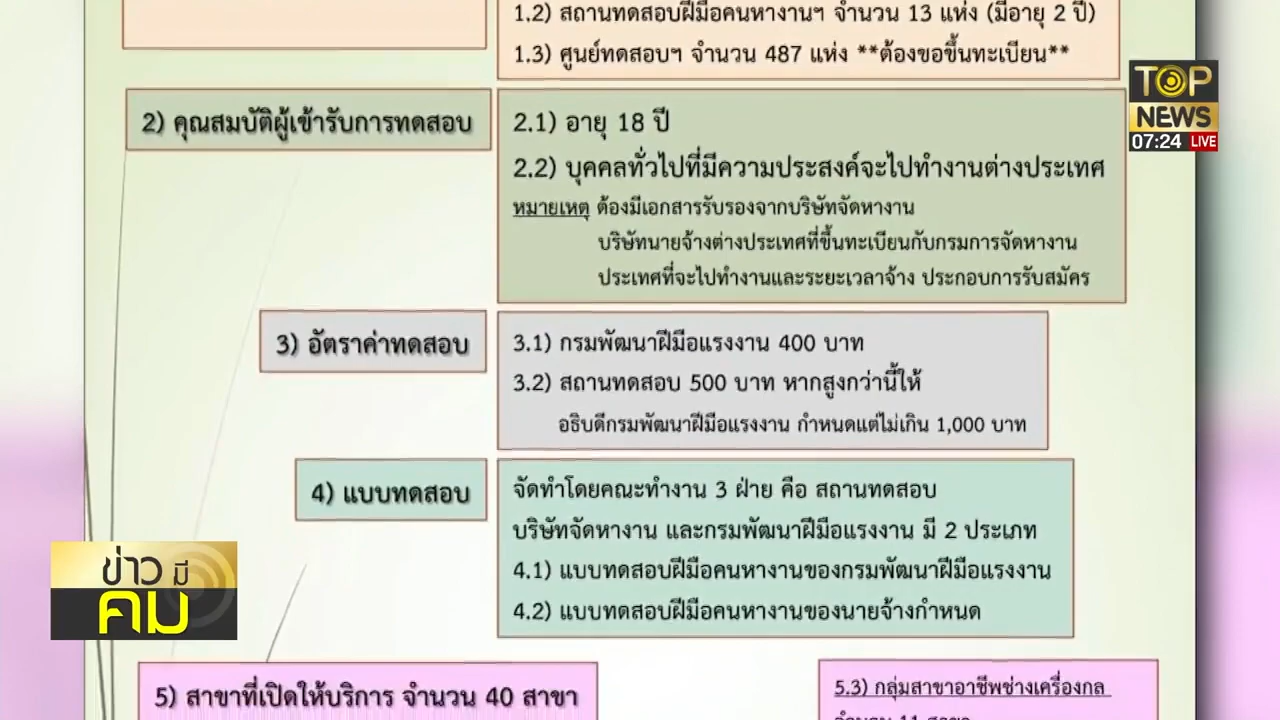 1.2) สถานทดสอบฝีมือคนหางานฯ จำนวน 13 แห่ง (มีอายุ 2 ปี)
1.3) ศูนย์ทดสอบฯ จำนวน 487 แห่ง **ต้องขอขึ้นทะเบียน**
TOP
NEWS
07:24 LIVE
2) คุณสมบัติผู้เข้ารับการทดสอบ
2.1) อายุ 18 ปี
2.2) บุคคลทั่วไปที่มีความประสงค์จะไปทำงานต่างประเทศ
หมายเหตุ ต้องมีเอกสารรับรองจากบริษัทจัดหางาน
บริษัทนายจ้างต่างประเทศที่ขึ้นทะเบียนกับกรมการจัดหางาน
ประเทศที่จะไปทำงานและระยะเวลาจ้าง ประกอบการรับสมัคร
3) อัตราค่าทดสอบ
3.1) กรมพัฒนาฝีมือแรงงาน 400 บาท
3.2) สถานทดสอบ 500 บาท หากสูงกว่านี้ให้
อธิบดีกรมพัฒนาฝีมือแรงงาน กำหนดแต่ไม่เกิน 1,000 บาท
4) แบบทดสอบ
จัดทำโดยคณะทำงาน 3 ฝ่าย คือ สถานทดสอบ
บริษัทจัดหางาน และกรมพัฒนาฝีมือแรงงาน มี 2 ประเภท
4.1) แบบทดสอบฝีมือคนหางานของกรมพัฒนาฝีมือแรงงาน
4.2) แบบทดสอบฝีมือคนหางานของนายจ้างกำหนด
ข่าวมี
คม
5) สาขาที่เปิดให้บริการ จำนวน 40 สาขา
5.3) กลุ่มสาขาอาชีพช่างเครื่องกล
จำนวน 11 สาขา